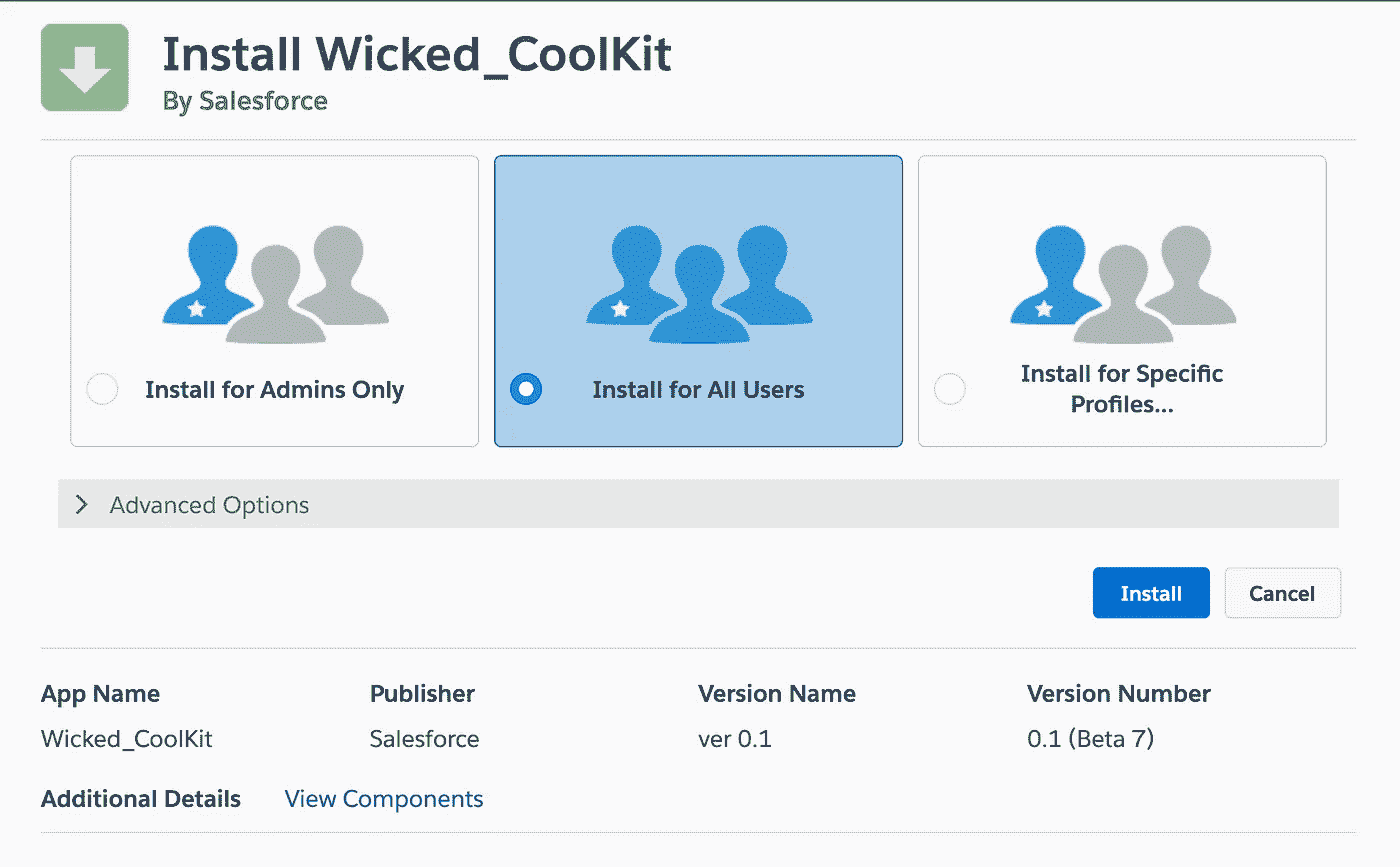 Install Wicked_CoolKit
By Salesforce
Install for Admins Only
Install for All Users
Install for Specific
Profiles...
Advanced Options
Install
Cancel
App Name
Publisher
Version Name
Version Number
Wicked_CoolKit
Salesforce
ver 0.1
0.1 (Beta 7)
Additional Details
View Components